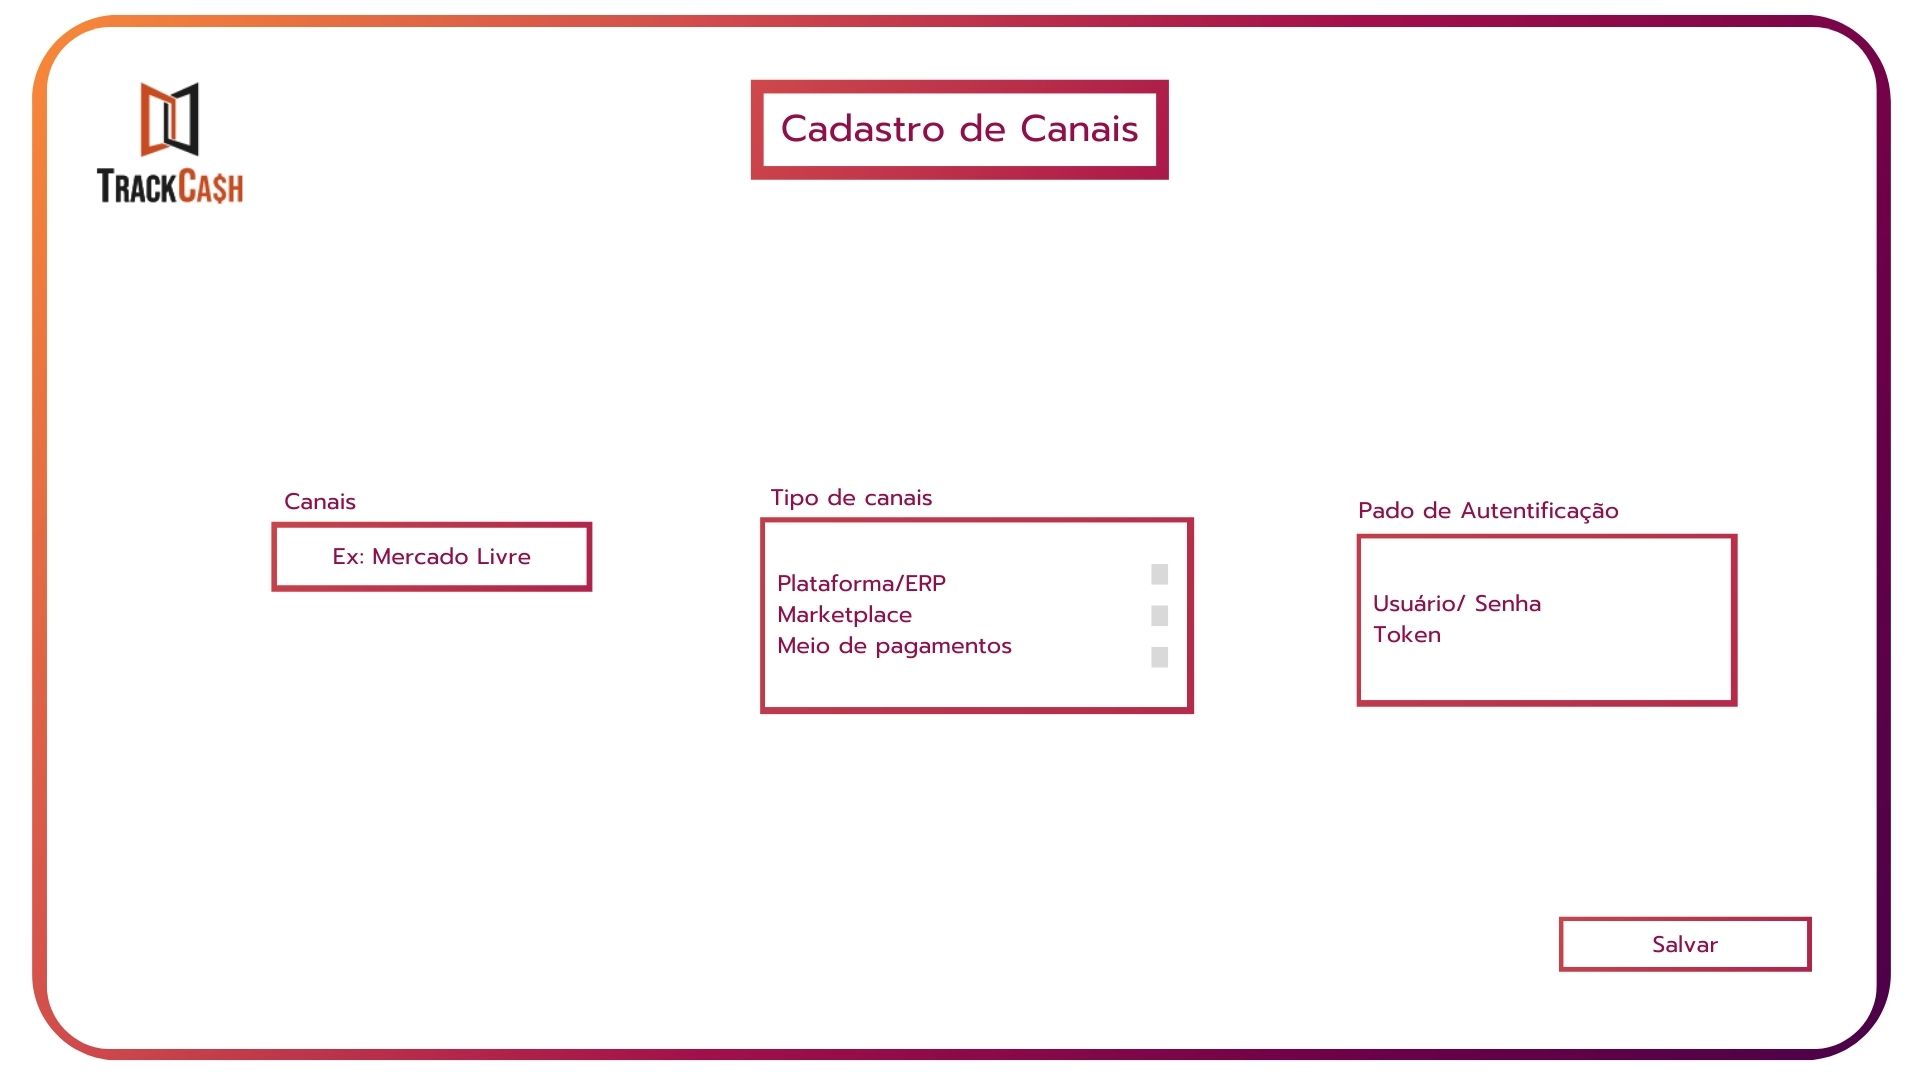 TRACKCA$H
Cadastro de Canais
Canais
Ex: Mercado Livre
Tipo de canais
Plataforma/ERP
Marketplace
Meio de pagamentos
Pado de Autentificação
Usuário/ Senha
Token
Salvar